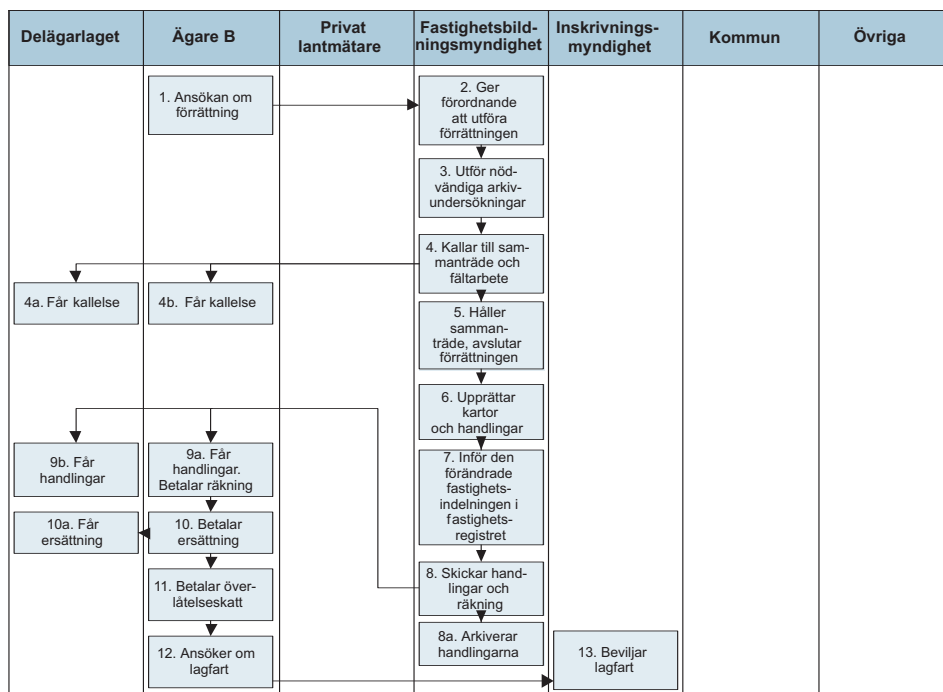 Delägarlaget
Ägare B
Privat
lantmätare
Fastighetsbild-
ningsmyndighet
Inskrivnings-
myndighet
Kommun
Övriga
1. Ansökan om
förrättning
2. Ger
förordnande
att utföra
förrättningen
3. Utför nöd-
vändiga arkiv-
undersökningar
4. Kallar till sam-
manträde och
fältarbete
4a. Får kallelse
4b. Får kallelse
5. Håller
samman-
träde, avslutar
förrättningen
6. Upprättar
kartor
och handlingar
9b. Får
handlingar
9a. Får
handlingar.
Betalar räkning
7. Inför den
förändrade
fastighets-
indelningen i
fastighets-
registret
10a. Får
ersättning
10. Betalar
ersättning
8. Skickar hand-
lingar och
räkning
11. Betalar över-
låtelseskatt
8a. Arkiverar
handlingarna
12. Ansöker om
lagfart
13. Beviljar
lagfart